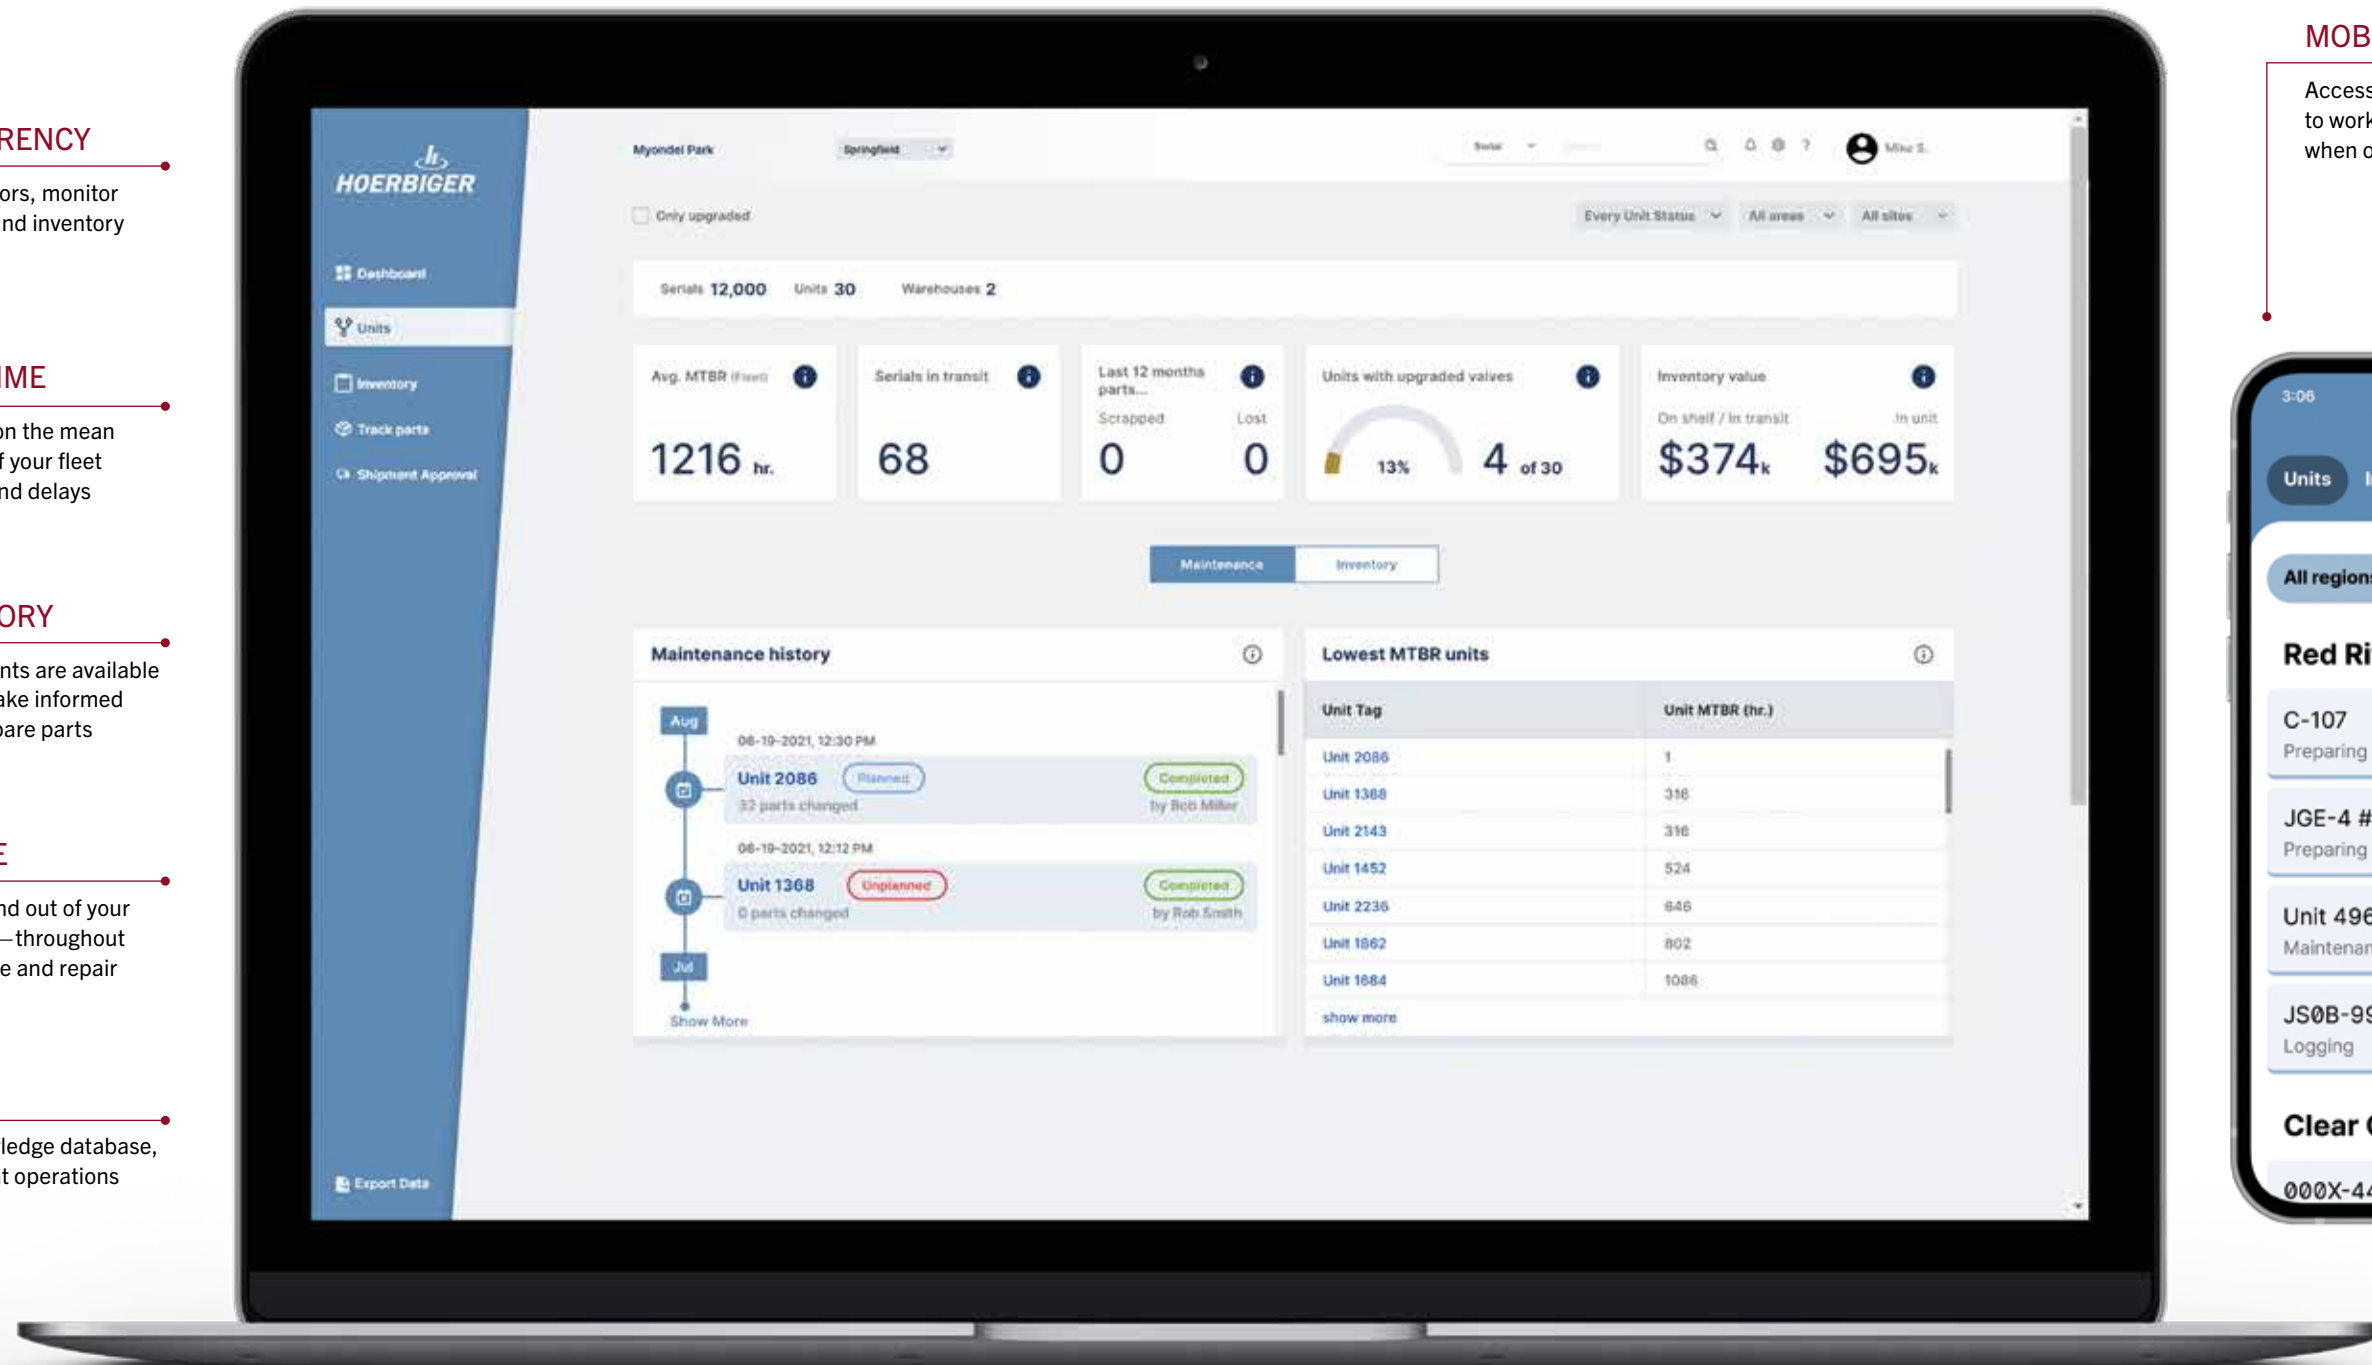 RENCY
ors, monitor
nd inventory
IME
on the mean
f your fleet
nd delays
ORY
nts are available
ake informed
pare parts
E
nd out of your
—throughout
e and repair
ledge database,
t operations
HOERBIGER
Dashboard
Units
Inventory
Track parts
Shipment Approval
Export Data
Myondel Park
Springfield
Serial
?
Mike S.
Only upgraded
Every Unit Status
All areas
All sites
Serials 12,000 Units 30 Warehouses 2
Avg. MTBR (Fleet)
1216 hr.
Serials in transit
68
Last 12 months
parts...
Scrapped Lost
0 0
Units with upgraded valves
13% 4 of 30
Inventory value
On shelf / In transit In unit
$374k $695k
Maintenance Inventory
Maintenance history
Aug
08-19-2021, 12:30 PM
Unit 2086 Planned Completed
32 parts changed by Bob Miller
08-19-2021, 12:12 PM
Unit 1368 Unplanned Completed
0 parts changed by Rob Smith
Jul
Show More
Lowest MTBR units
Unit Tag Unit MTBR (hr.)
Unit 2086 1
Unit 1368 316
Unit 2143 316
Unit 1452 524
Unit 2236 646
Unit 1862 802
Unit 1684 1086
show more
MOB
Access
to work
when o
3:06
Units I
All regions
Red Ri
C-107
Preparing
JGE-4 #
Preparing
Unit 496
Maintenan
JS0B-99
Logging
Clear
000X-44